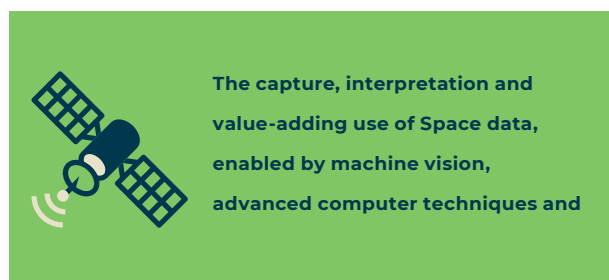 The capture, interpretation and
value-adding use of Space data,
enabled by machine vision,
advanced computer techniques and